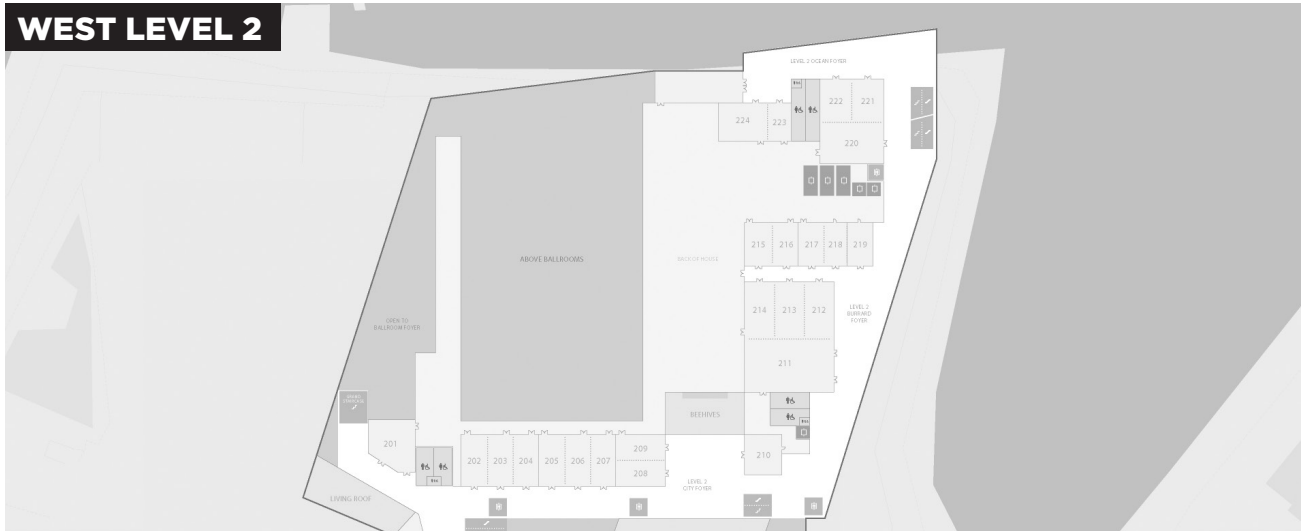 WEST LEVEL 2
LEVEL 2 OCEAN FOYER
222
221
224
223
220
215
216
217
218
219
ABOVE BALLROOMS
BACK OF HOUSE
214
213
212
LEVEL 2
BURRARD
FOYER
OPEN TO
BALLROOM FOYER
211
BEEHIVES
201
209
202
203
204
205
206
207
210
208
LEVEL 2
CITY FOYER
LIVING ROOF